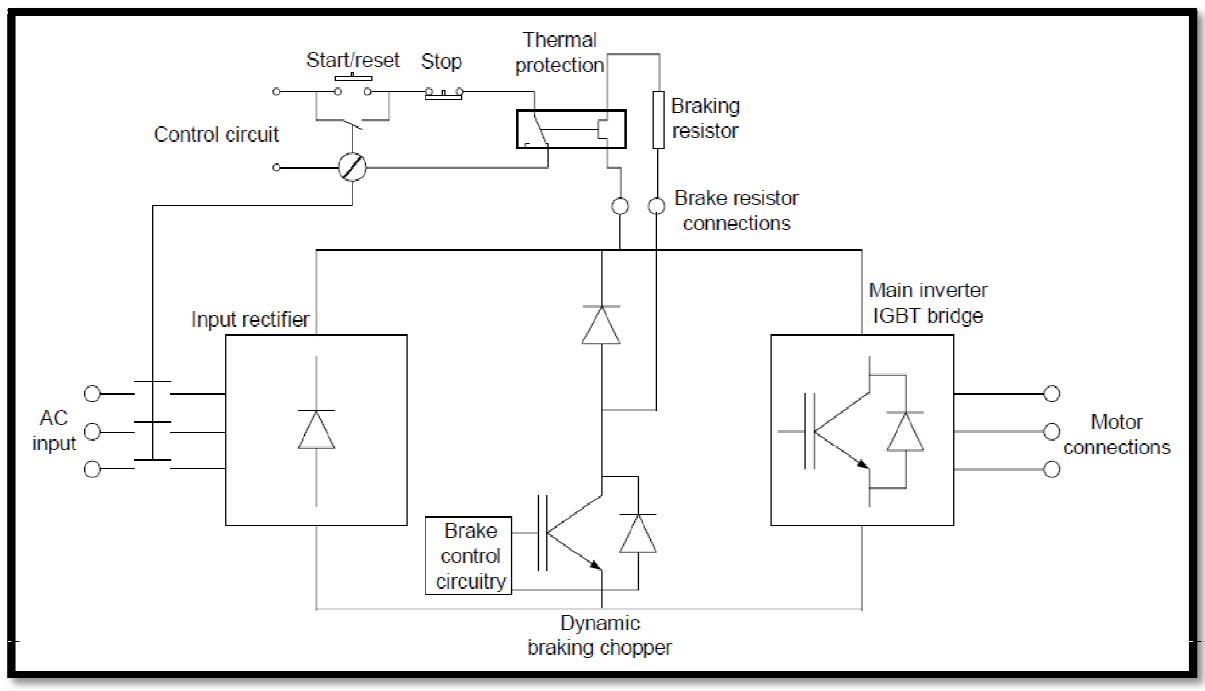 Thermal
protection
Start/reset
Stop
Braking
resistor
Control circuit
Brake resistor
connections
Main inverter
IGBT bridge
Input rectifier
AC
input
Motor
connections
Brake
control
circuitry
Dynamic
braking chopper